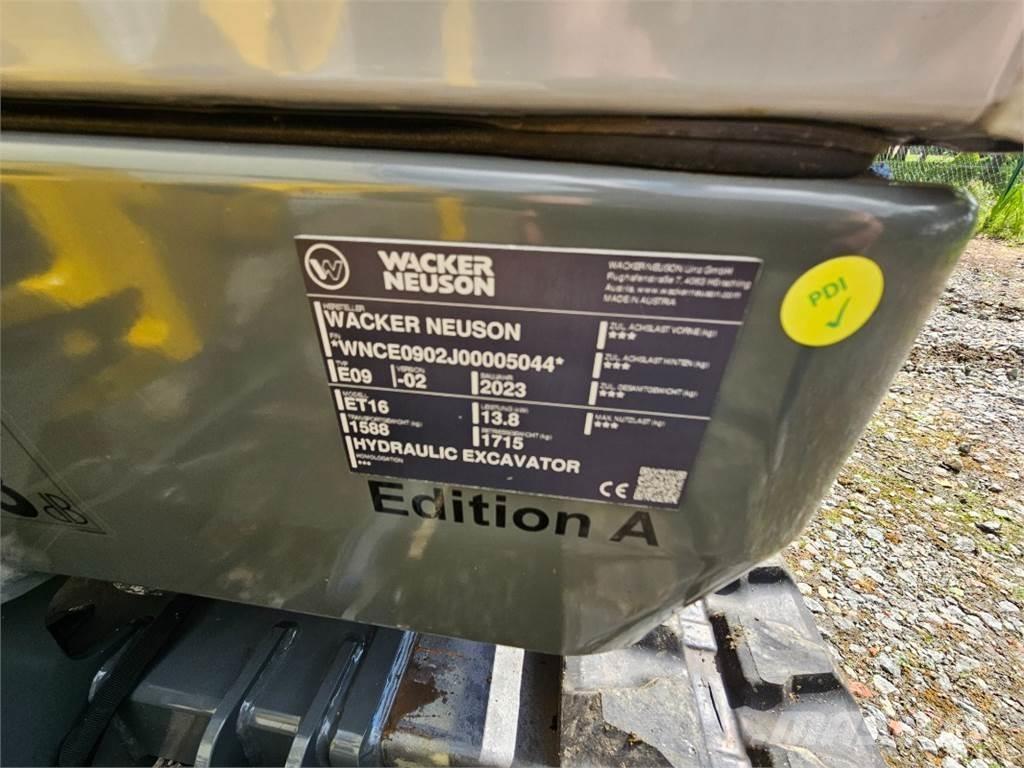 W
WACKER
NEUSON
WACKER NEUSON Linz GmbH
Flughafenstraße 7, 4063 Hörsching
Austria, www.wackerneuson.com
MADE IN AUSTRIA
HERSTELLER
WACKER NEUSON
*WNCE0902J00005044*
TYP
E09
VERSION
-02
BAUJAHR
2023
MODELL
ET16
LEISTUNG (kW)
13.8
TRANSPORTGEWICHT (kg)
1588
BETRIEBSGEWICHT (kg)
1715
HYDRAULIC EXCAVATOR
HOMOLOGATION
***
ZUL. ACHSLAST VORNE (kg)
***
ZUL. ACHSLAST HINTEN (kg)
***
ZUL. GESAMTGEWICHT (kg)
***
MAX. NUTZLAST (kg)
***
CE
Edition A
PDI